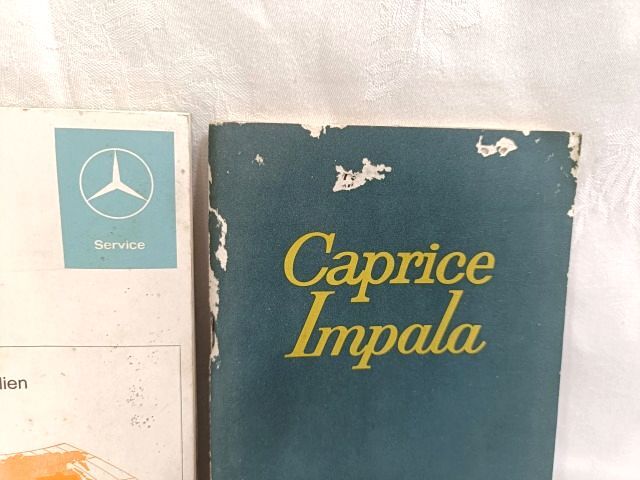 Service
lien
Caprice
Impala